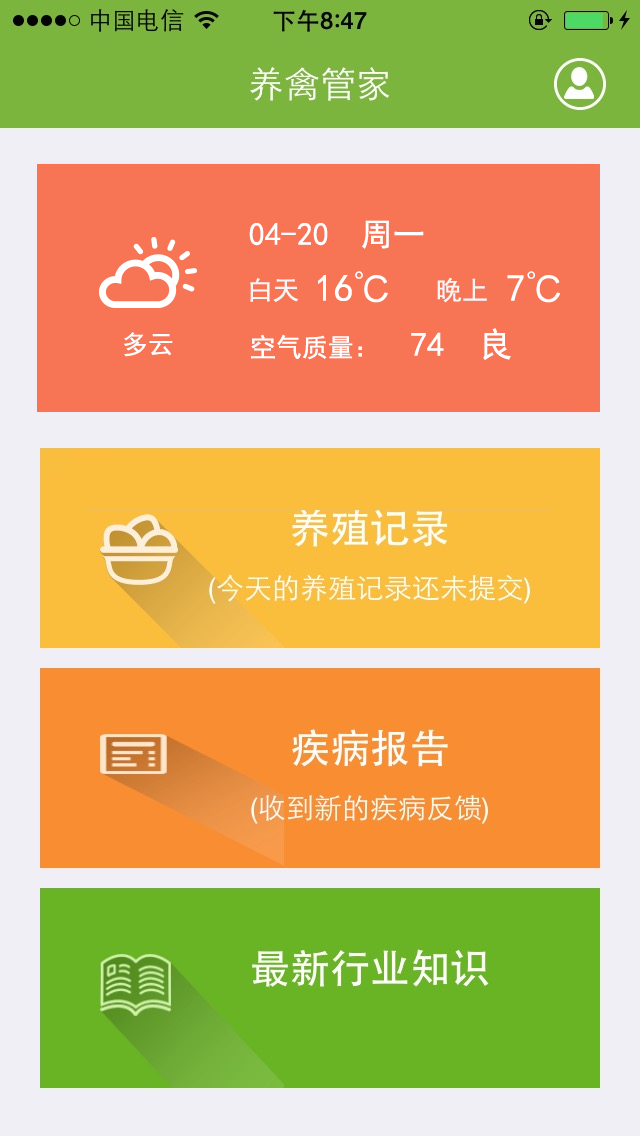 中国电信 下午8:47
养禽管家
04-20 周一
白天 16℃ 晚上 7℃
多云 空气质量： 74 良
养殖记录
(今天的养殖记录还未提交)
疾病报告
(收到新的疾病反馈)
最新行业知识